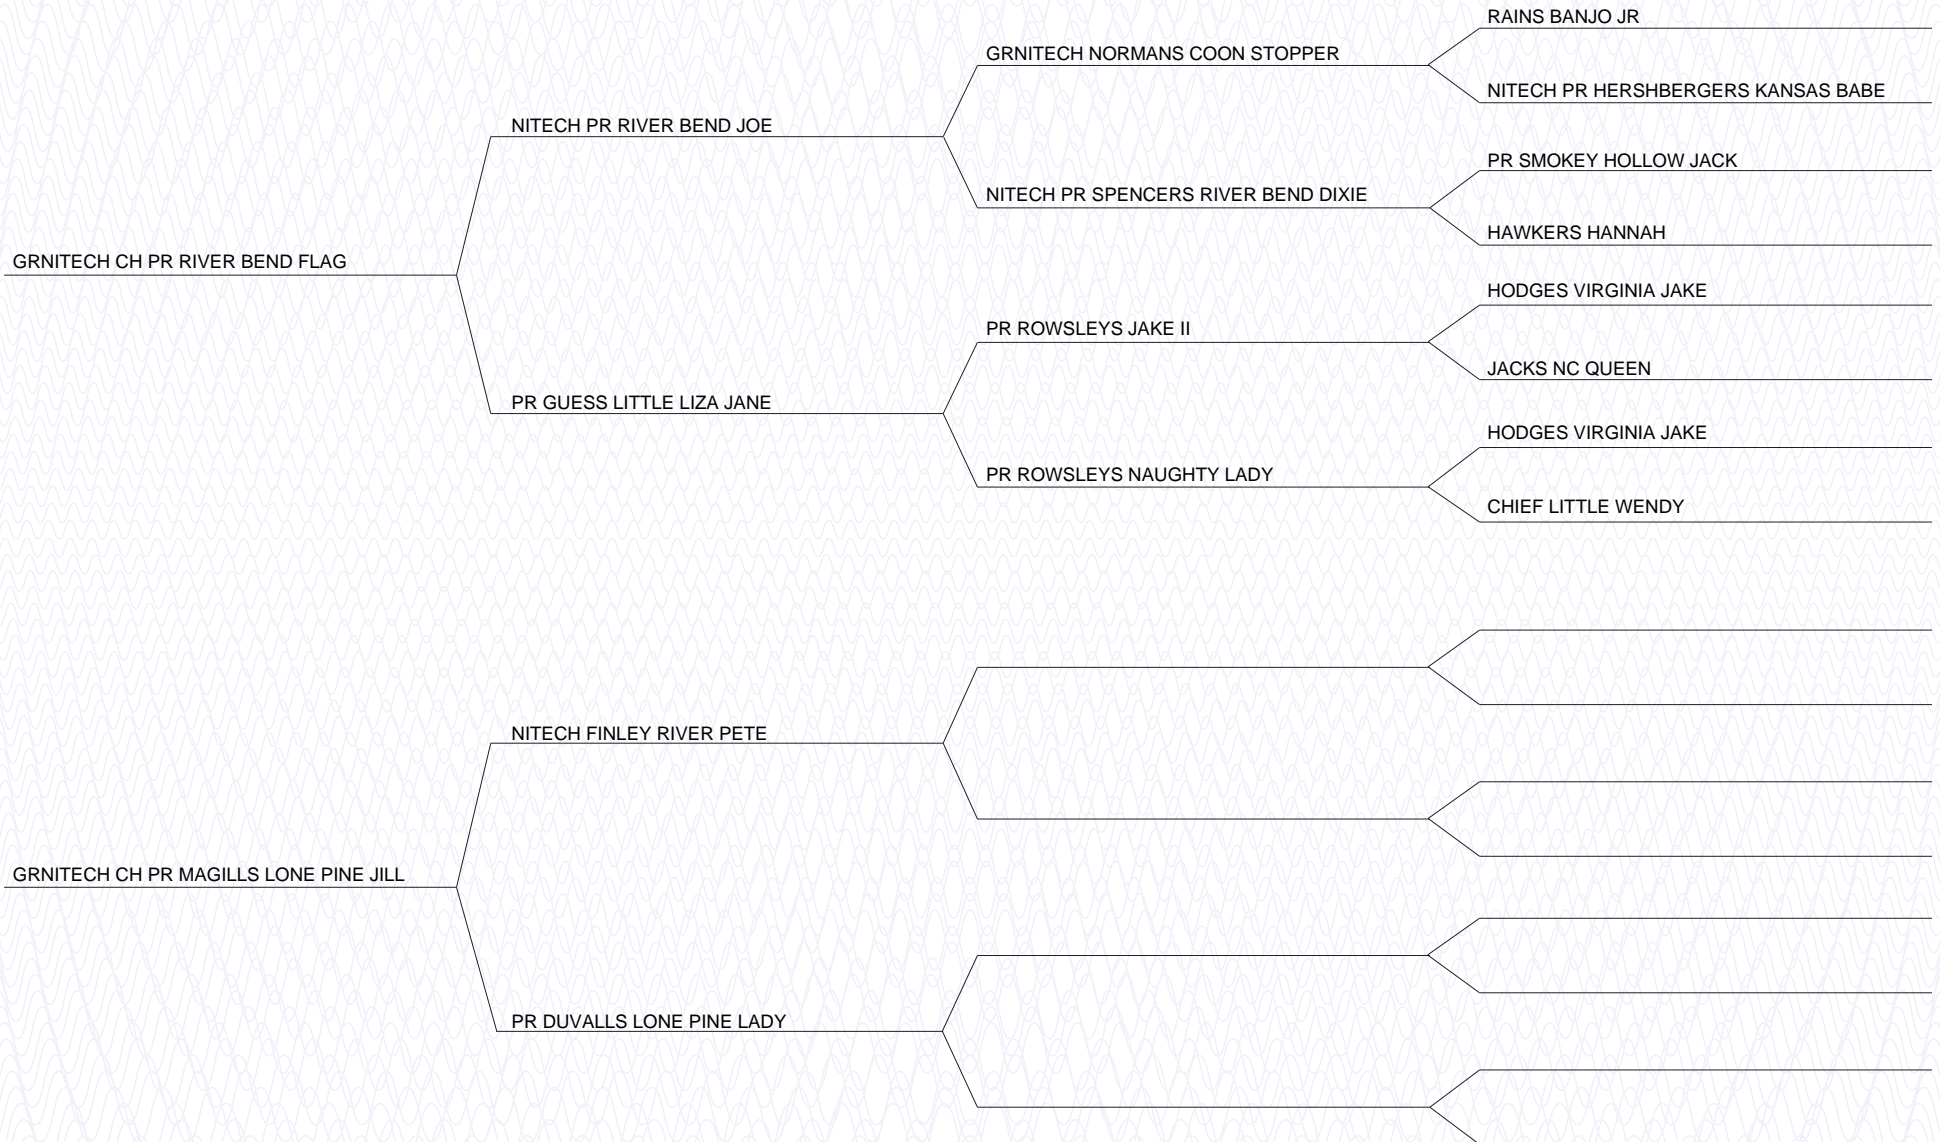 RAINS BANJO JR
GRNITECH NORMANS COON STOPPER
NITECH PR HERSHBERGERS KANSAS BABE
NITECH PR RIVER BEND JOE
PR SMOKEY HOLLOW JACK
NITECH PR SPENCERS RIVER BEND DIXIE
HAWKERS HANNAH
GRNITECH CH PR RIVER BEND FLAG
HODGES VIRGINIA JAKE
PR ROWSLEYS JAKE II
JACKS NC QUEEN
PR GUESS LITTLE LIZA JANE
HODGES VIRGINIA JAKE
PR ROWSLEYS NAUGHTY LADY
CHIEF LITTLE WENDY
NITECH FINLEY RIVER PETE
GRNITECH CH PR MAGILLS LONE PINE JILL
PR DUVALLS LONE PINE LADY